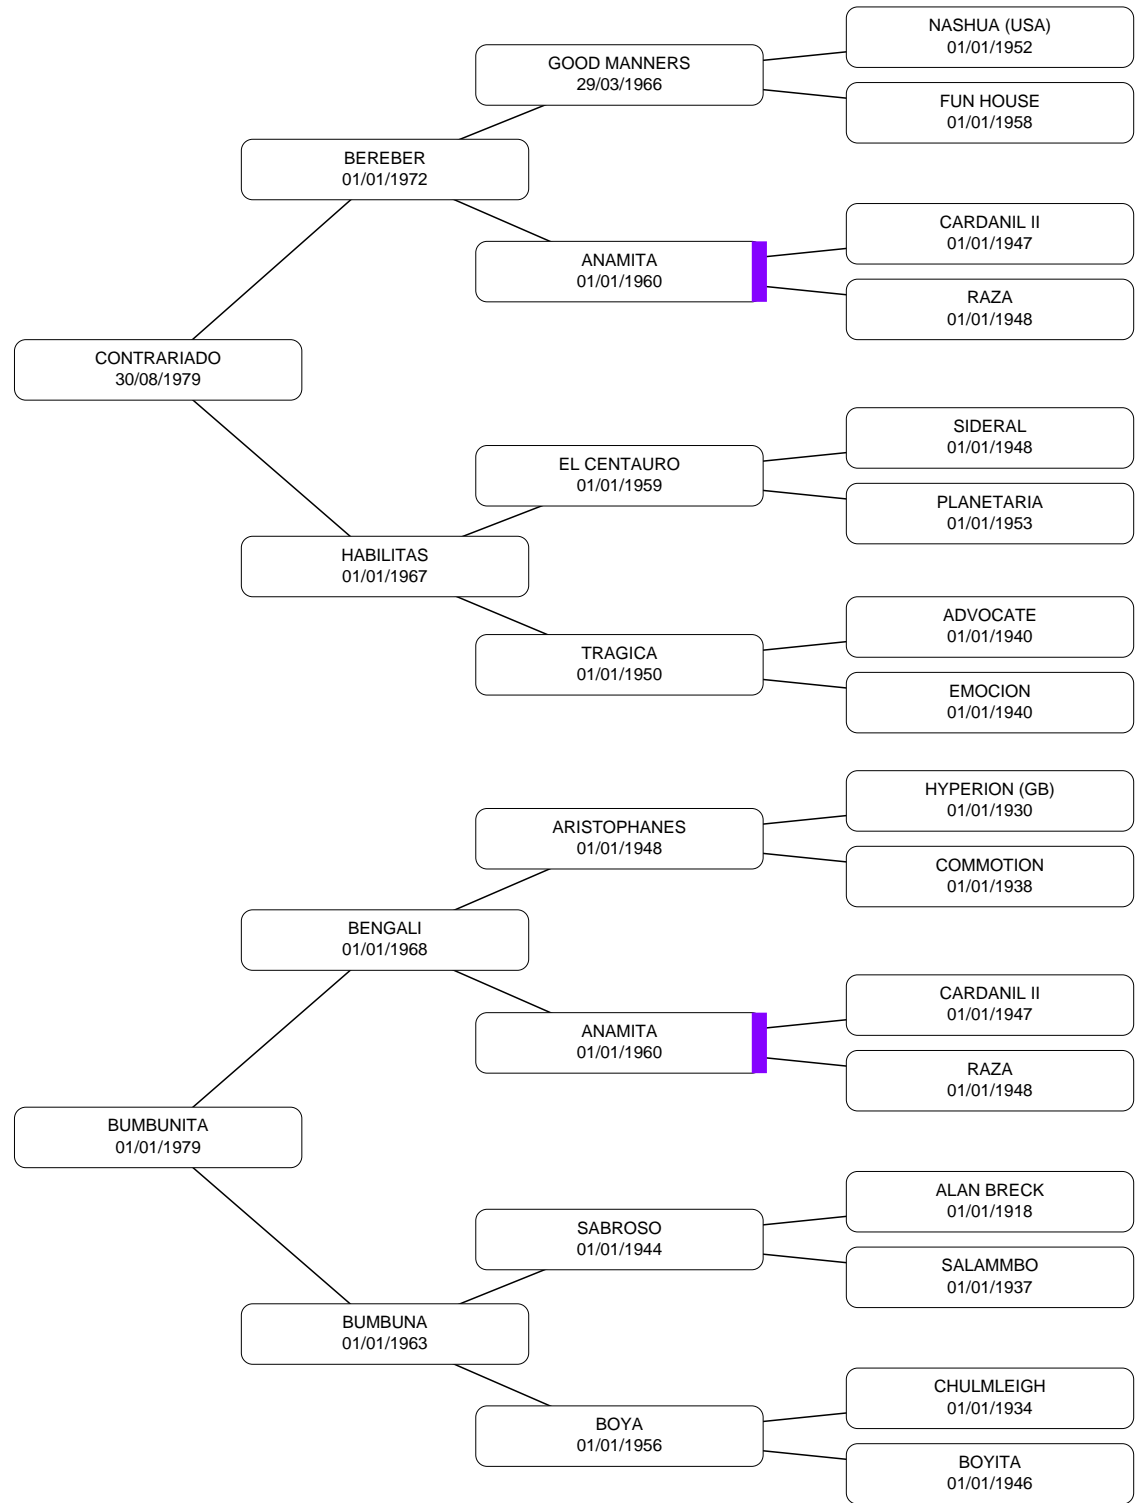 NASHUA (USA)
01/01/1952
GOOD MANNERS
29/03/1966
FUN HOUSE
01/01/1958
BEREBER
01/01/1972
CARDANIL II
01/01/1947
ANAMITA
01/01/1960
RAZA
01/01/1948
CONTRARIADO
30/08/1979
SIDERAL
01/01/1948
EL CENTAURO
01/01/1959
PLANETARIA
01/01/1953
HABILITAS
01/01/1967
ADVOCATE
01/01/1940
TRAGICA
01/01/1950
EMOCION
01/01/1940
HYPERION (GB)
01/01/1930
ARISTOPHANES
01/01/1948
COMMOTION
01/01/1938
BENGALI
01/01/1968
CARDANIL II
01/01/1947
ANAMITA
01/01/1960
RAZA
01/01/1948
BUMBUNITA
01/01/1979
ALAN BRECK
01/01/1918
SABROSO
01/01/1944
SALAMMBO
01/01/1937
BUMBUNA
01/01/1963
CHULMLEIGH
01/01/1934
BOYA
01/01/1956
BOYITA
01/01/1946